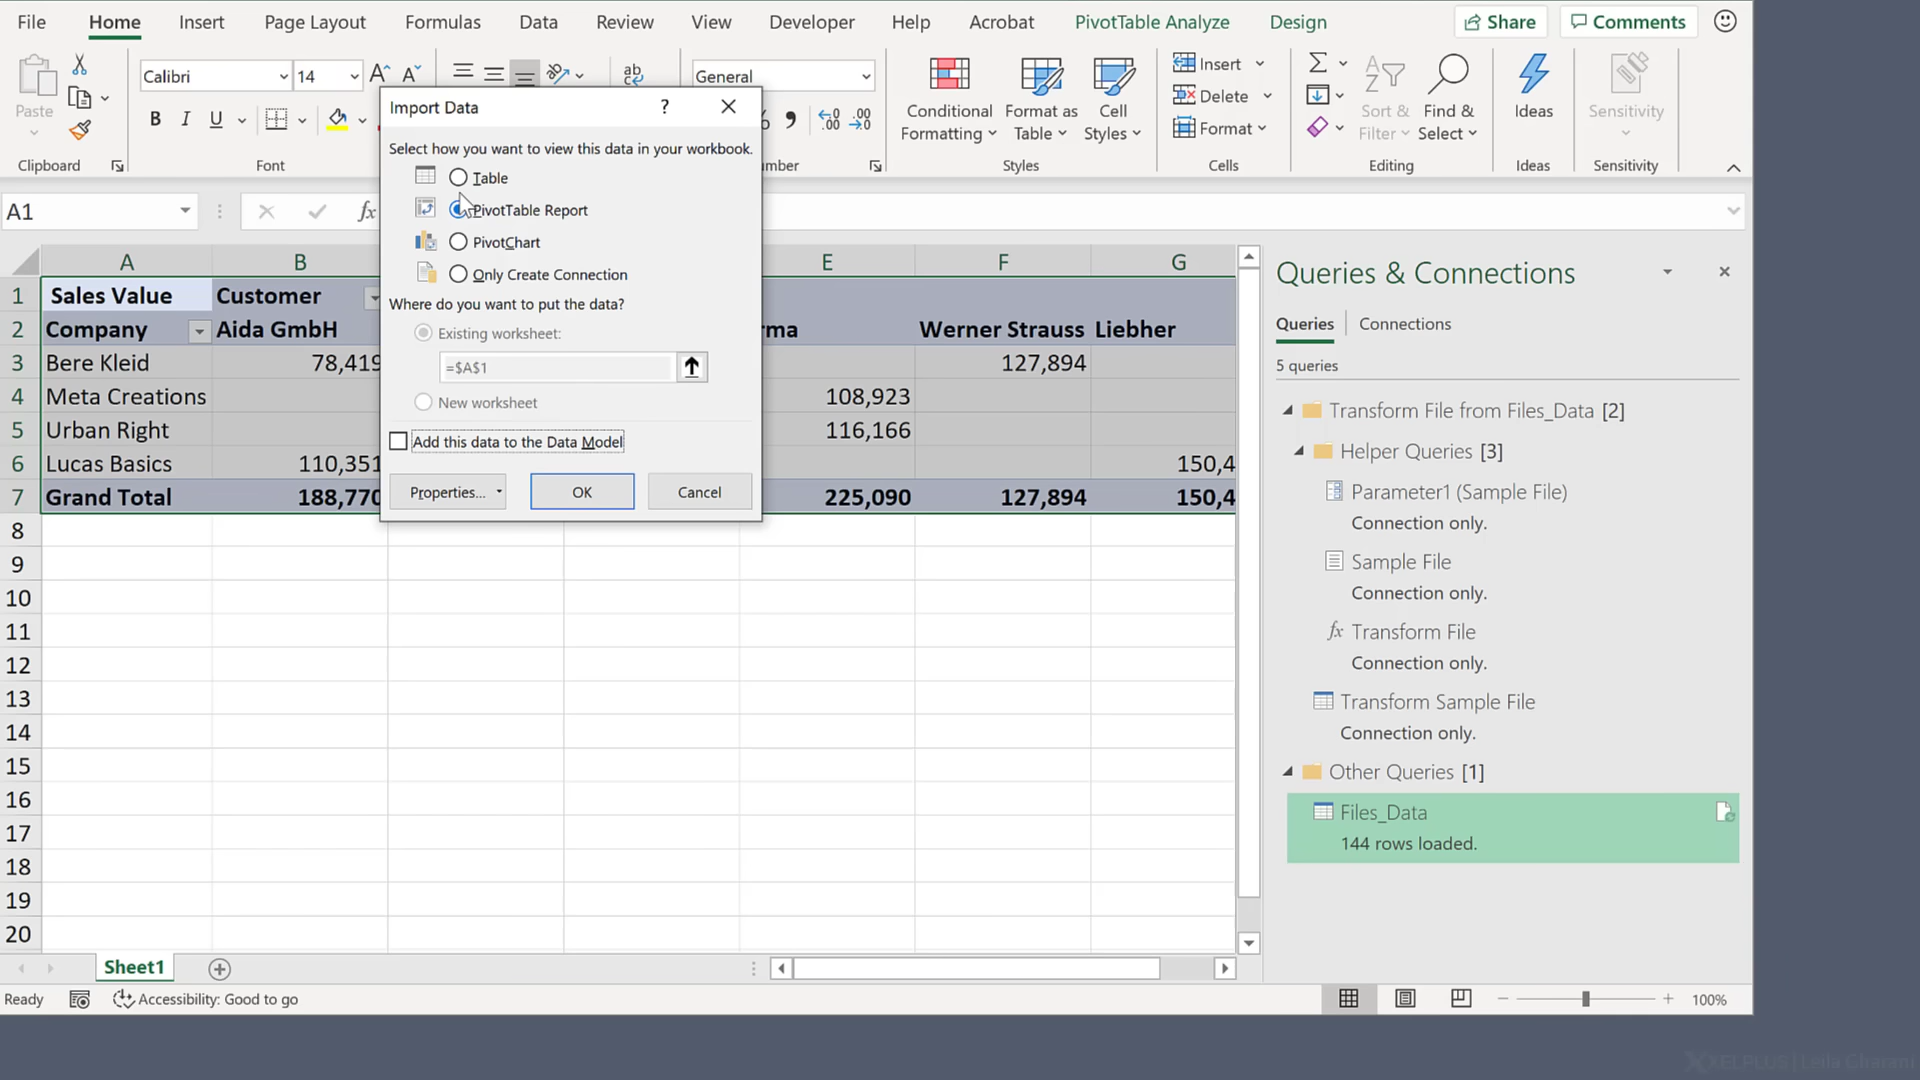 File Home Insert Page Layout Formulas Data Review View Developer Help Acrobat PivotTable Analyze Design Share Comments
Calibri 14 General
Paste
B I U
Conditional Formatting
Format as Table
Cell Styles
Insert
Delete
Format
Sort & Filter
Find & Select
Ideas
Sensitivity
Clipboard Font Styles Cells Editing Ideas Sensitivity
Import Data ?
Select how you want to view this data in your workbook.
Table
PivotTable Report
PivotChart
Only Create Connection
Where do you want to put the data?
Existing worksheet:
=$A$1
New worksheet
Add this data to the Data Model
Properties... OK Cancel
A1 fx
A B E F G
1 Sales Value Customer
2 Company Aida GmbH Werner Strauss Liebher
3 Bere Kleid 78,419 127,894
4 Meta Creations 108,923
5 Urban Right 116,166
6 Lucas Basics 110,351 150,4
7 Grand Total 188,770 225,090 127,894 150,4
8
9
10
11
12
13
14
15
16
17
18
19
20
Queries & Connections
Queries Connections
5 queries
Transform File from Files_Data [2]
Helper Queries [3]
Parameter1 (Sample File)
Connection only.
Sample File
Connection only.
fx Transform File
Connection only.
Transform Sample File
Connection only.
Other Queries [1]
Files_Data
144 rows loaded.
Sheet1
Ready Accessibility: Good to go 100%